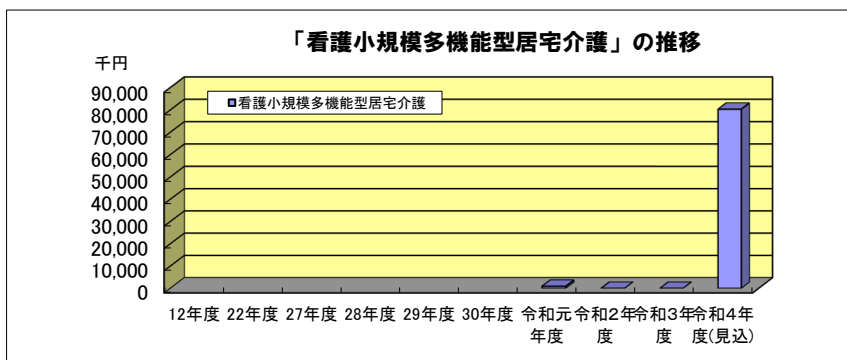 「看護小規模多機能型居宅介護」の推移
千円
■看護小規模多機能型居宅介護
90,000
80,000
70,000
60,000
50,000
40,000
30,000
20,000
10,000
0
12年度 22年度 27年度 28年度 29年度 30年度 令和元年度 令和2年度 令和3年度 令和4年度(見込)